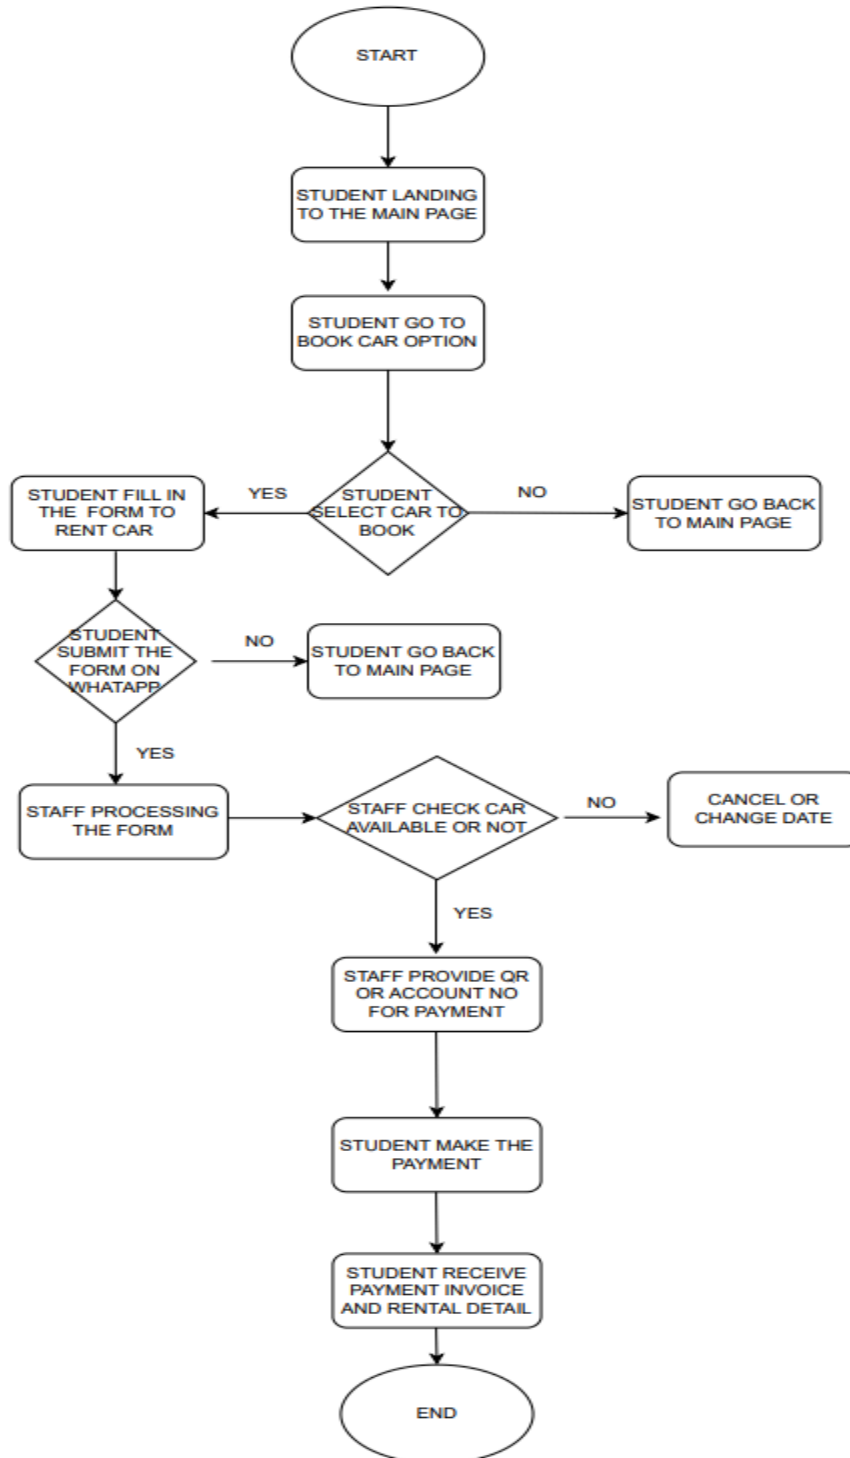 START
STUDENT LANDING
TO THE MAIN PAGE
STUDENT GO TO
BOOK CAR OPTION
STUDENT
SELECT CAR TO
BOOK
YES
NO
STUDENT FILL IN
THE FORM TO
RENT CAR
STUDENT GO BACK
TO MAIN PAGE
STUDENT
SUBMIT THE
FORM ON
WHATAPP
NO
STUDENT GO BACK
TO MAIN PAGE
YES
STAFF PROCESSING
THE FORM
STAFF CHECK CAR
AVAILABLE OR NOT
NO
CANCEL OR
CHANGE DATE
YES
STAFF PROVIDE QR
OR ACCOUNT NO
FOR PAYMENT
STUDENT MAKE THE
PAYMENT
STUDENT RECEIVE
PAYMENT INVOICE
AND RENTAL DETAIL
END